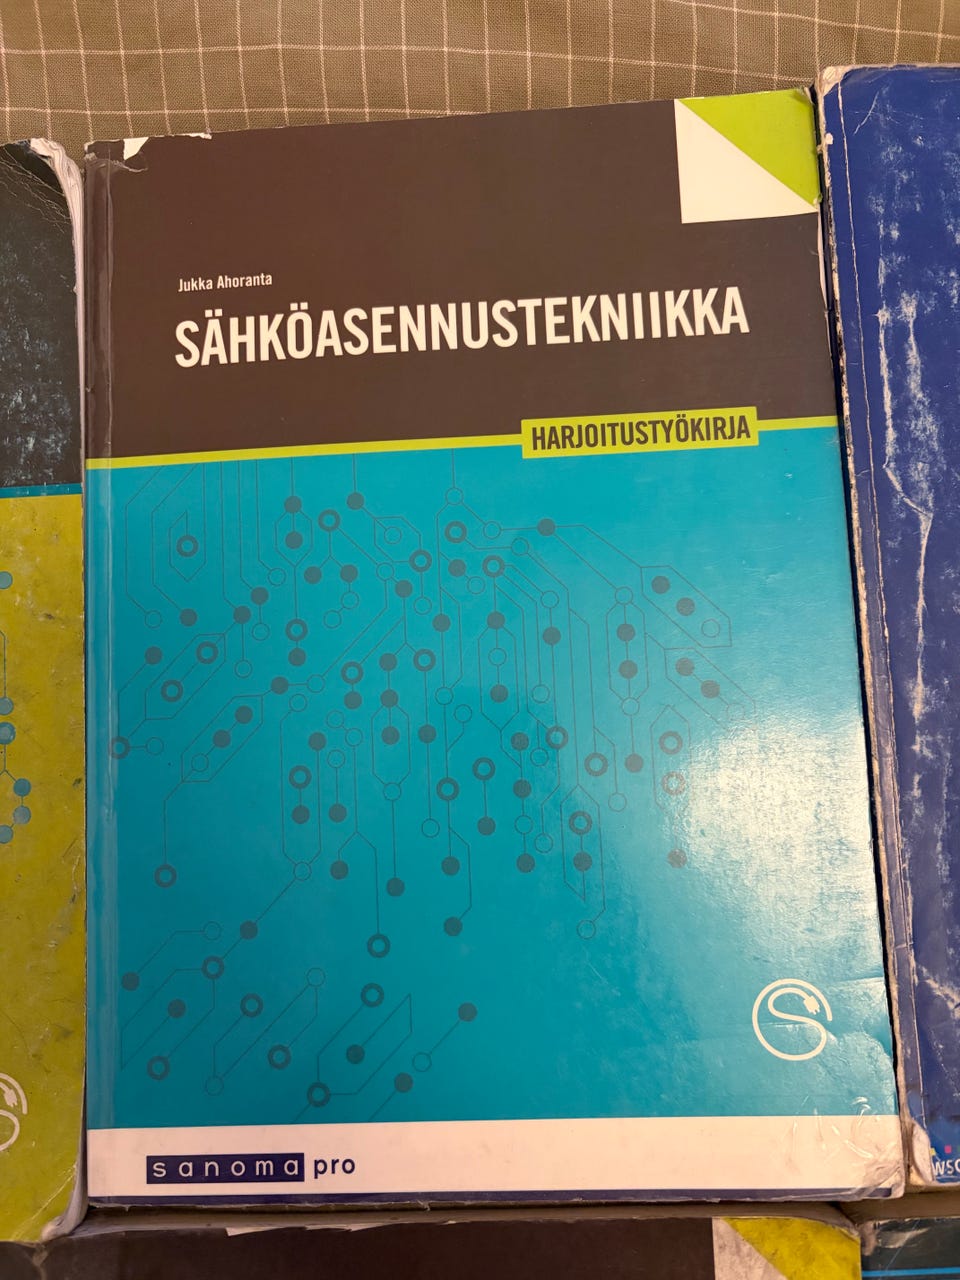 Jukka Ahoranta
SÄHKÖASENNUSTEKNIIKKA
HARJOITUSTYÖKIRJA
sanoma pro